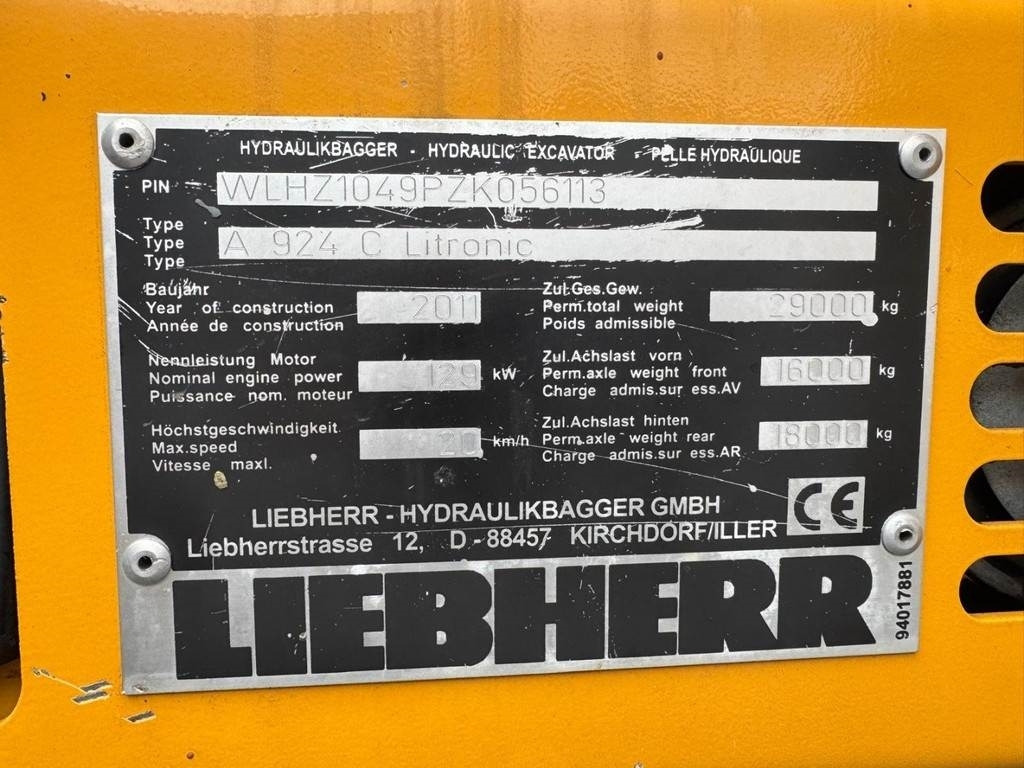 HYDRAULIKBAGGER - HYDRAULIC EXCAVATOR - PELLE HYDRAULIQUE
PIN WLHZ1049PZK056113
Type
Type A 924 C Litronic
Type
Baujahr
Year of construction 2011
Année de construction
Zul.Ges.Gew.
Perm.total weight 29000 kg
Poids admissible
Nennleistung Motor
Nominal engine power 129 kW
Puissance nom. moteur
Zul.Achslast vorn
Perm.axle weight front 16000 kg
Charge admis.sur ess.AV
Höchstgeschwindigkeit
Max.speed 20 km/h
Vitesse maxl.
Zul.Achslast hinten
Perm.axle weight rear 18000 kg
Charge admis.sur ess.AR
LIEBHERR - HYDRAULIKBAGGER GMBH
Liebherrstrasse 12, D-88457 KIRCHDORF/ILLER
CE
LIEBHERR
94017881